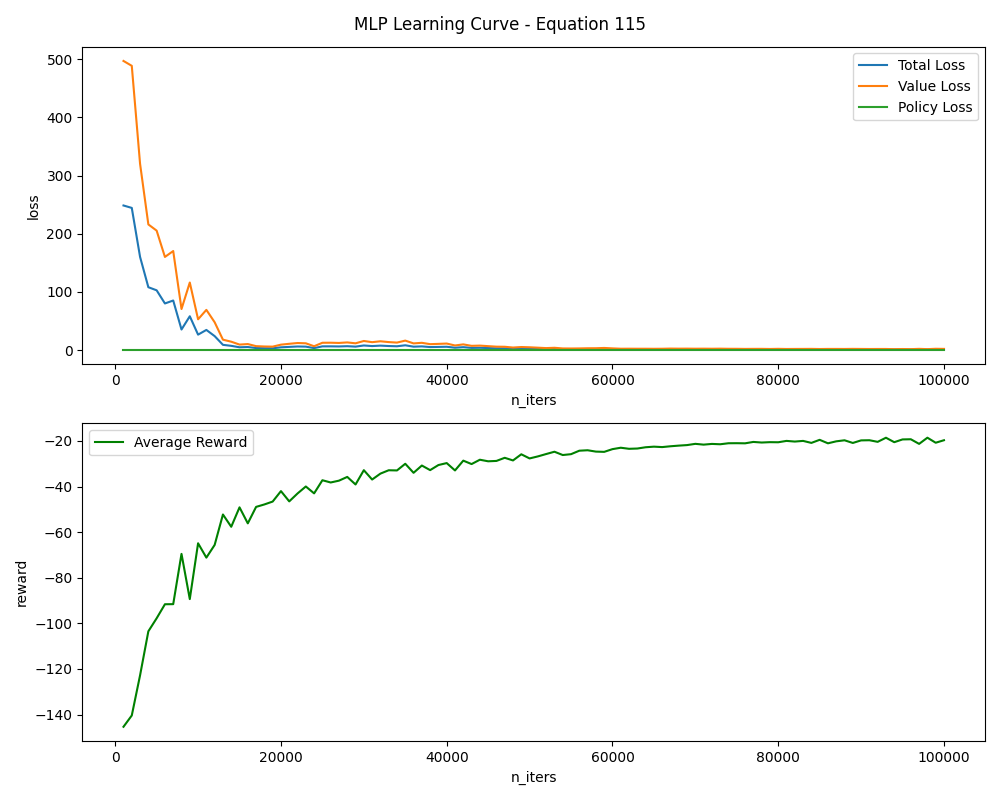 MLP Learning Curve - Equation 115
500
400
300
200
100
0
loss
Total Loss
Value Loss
Policy Loss
0 20000 40000 60000 80000 100000
n_iters
−20
−40
−60
−80
−100
−120
−140
reward
Average Reward
0 20000 40000 60000 80000 100000
n_iters